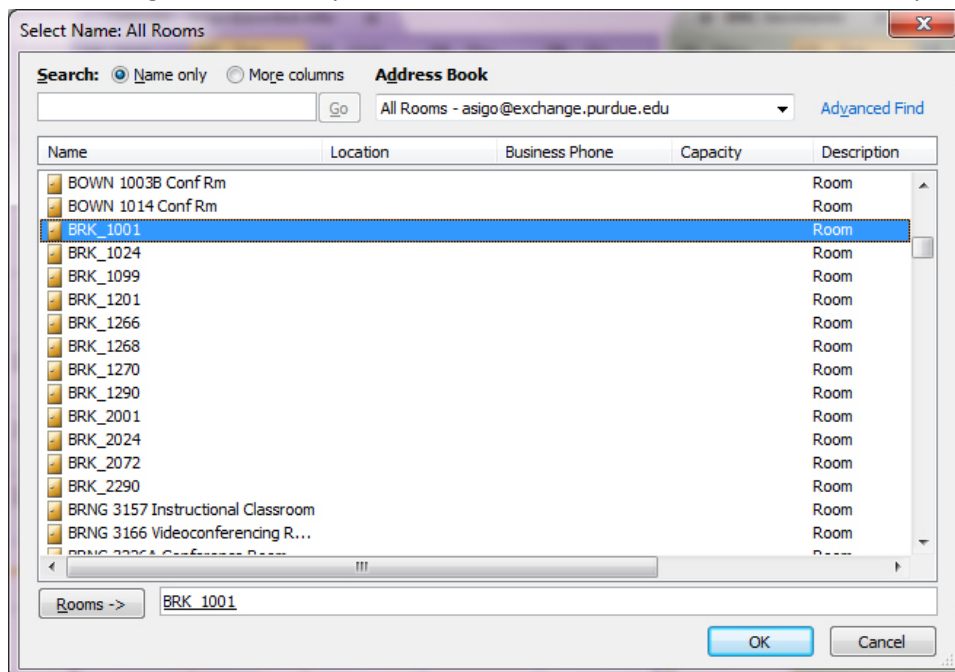 Select Name: All Rooms
Search: Name only More columns Address Book
Go All Rooms - asigo@exchange.purdue.edu Advanced Find
Name Location Business Phone Capacity Description
BOWN 1003B Conf Rm Room
BOWN 1014 Conf Rm Room
BRK_1001 Room
BRK_1024 Room
BRK_1099 Room
BRK_1201 Room
BRK_1266 Room
BRK_1268 Room
BRK_1270 Room
BRK_1290 Room
BRK_2001 Room
BRK_2024 Room
BRK_2072 Room
BRK_2290 Room
BRNG 3157 Instructional Classroom Room
BRNG 3166 Videoconferencing R... Room
Rooms -> BRK_1001
OK Cancel